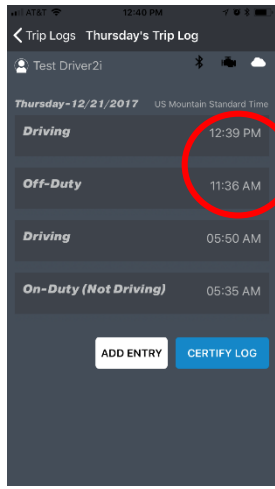 AT&T 12:40 PM
Trip Logs Thursday's Trip Log
Test Driver2i
Thursday-12/21/2017 US Mountain Standard Time
Driving 12:39 PM
Off-Duty 11:36 AM
Driving 05:50 AM
On-Duty (Not Driving) 05:35 AM
ADD ENTRY CERTIFY LOG